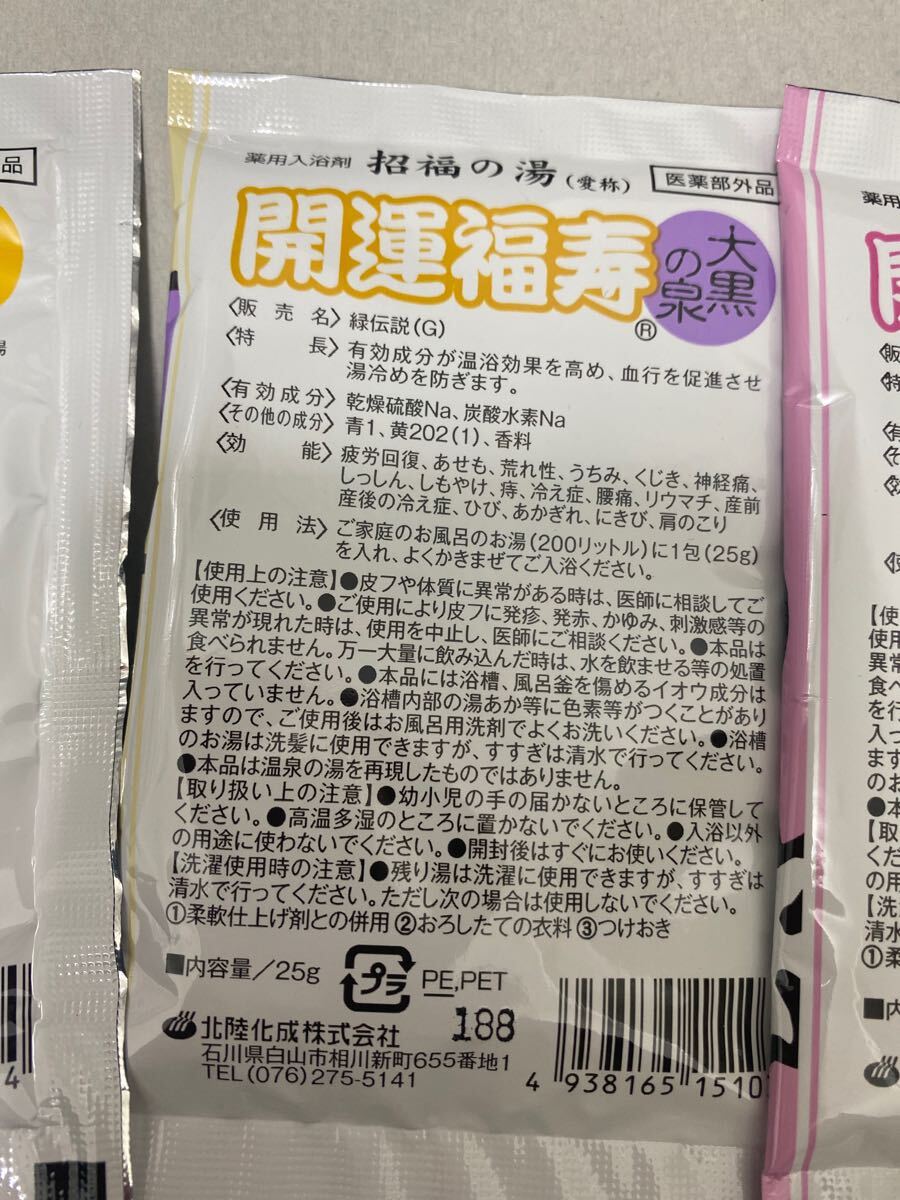 品
4
薬用入浴剤 招福の湯(愛称) 医薬部外品
開運福寿® 大黒の泉
〈販売名〉緑伝説(G)
〈特長〉有効成分が温浴効果を高め、血行を促進させ
湯冷めを防ぎます。
〈有効成分〉乾燥硫酸Na、炭酸水素Na
〈その他の成分〉青1、黄202(1)、香料
〈効能〉疲労回復、あせも、荒れ性、うちみ、くじき、神経痛、
しっしん、しもやけ、痔、冷え症、腰痛、リウマチ、産前
産後の冷え症、ひび、あかぎれ、にきび、肩のこり
〈使用法〉ご家庭のお風呂のお湯(200リットル)に1包(25g)
を入れ、よくかきまぜてご入浴ください。
【使用上の注意】●皮フや体質に異常がある時は、医師に相談してご
使用ください。●ご使用により皮フに発疹、発赤、かゆみ、刺激感等の
異常が現れた時は、使用を中止し、医師にご相談ください。●本品は
食べられません。万一大量に飲み込んだ時は、水を飲ませる等の処置
を行ってください。●本品には浴槽、風呂釜を傷めるイオウ成分は
入っていません。●浴槽内部の湯あか等に色素等がつくことがあり
ますので、ご使用後はお風呂用洗剤でよくお洗いください。●浴槽
のお湯は洗髪に使用できますが、すすぎは清水で行ってください。
●本品は温泉の湯を再現したものではありません。
【取り扱い上の注意】●幼小児の手の届かないところに保管して
ください。●高温多湿のところに置かないでください。●入浴以外
の用途に使わないでください。●開封後はすぐにお使いください。
【洗濯使用時の注意】●残り湯は洗濯に使用できますが、すすぎは
清水で行ってください。ただし次の場合は使用しないでください。
①柔軟仕上げ剤との併用 ②おろしたての衣料 ③つけおき
■内容量/25g プラ PE,PET
北陸化成株式会社 188
石川県白山市相川新町655番地1
TEL(076)275-5141
4 938165 1510
薬用
【使
使用
異常
食べ
を行
入っ
ます
のお
●本
【取
くだ
の用
【洗
清水
①柔
■内